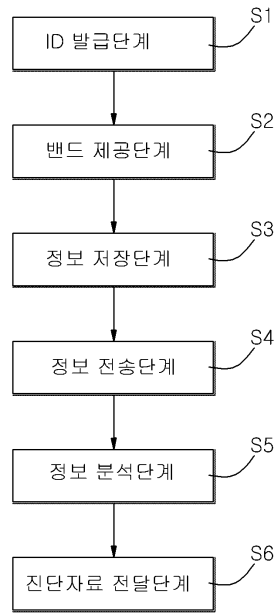 S1
ID 발급단계
S2
밴드 제공단계
S3
정보 저장단계
S4
정보 전송단계
S5
정보 분석단계
S6
진단자료 전달단계